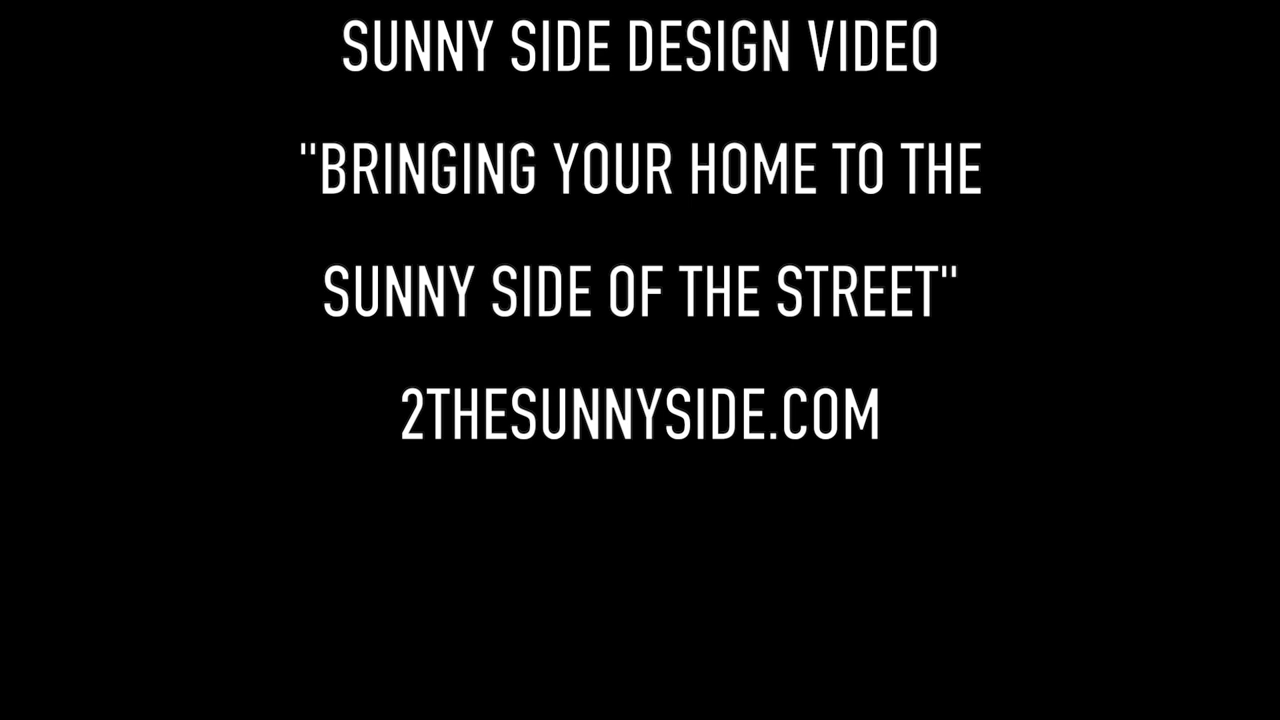 SUNNY SIDE DESIGN VIDEO
"BRINGING YOUR HOME TO THE
SUNNY SIDE OF THE STREET"
2THESUNNYSIDE.COM